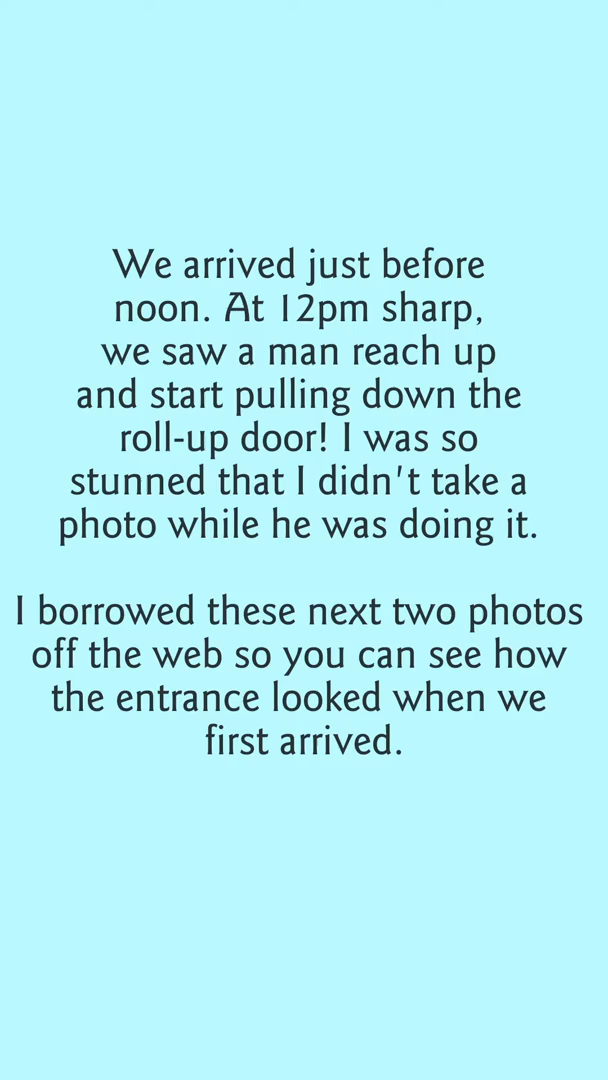 We arrived just before
noon. At 12pm sharp,
we saw a man reach up
and start pulling down the
roll-up door! I was so
stunned that I didn't take a
photo while he was doing it.
I borrowed these next two photos
off the web so you can see how
the entrance looked when we
first arrived.